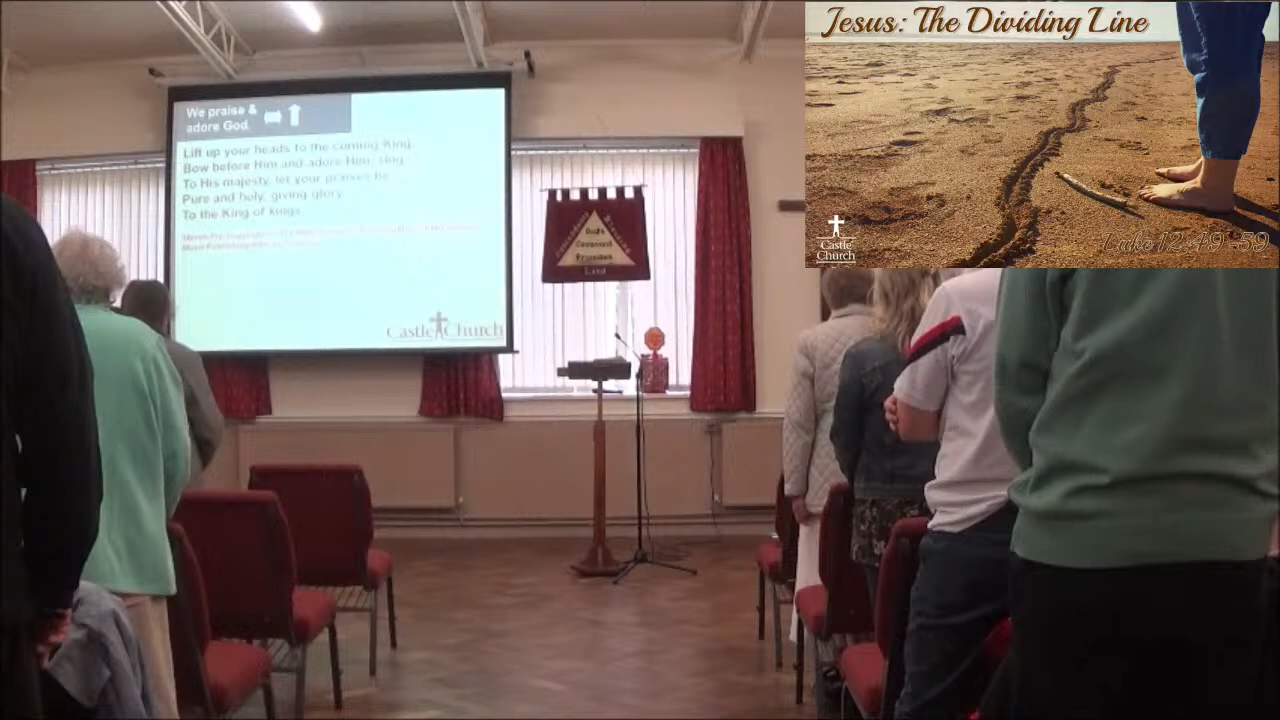 We praise &
adore God.
Lift up your heads to the coming King;
Bow before Him and adore Him, sing
To His majesty, let your praises be
Pure and holy, giving glory
To the King of kings.
Castle Church
God's
Covenant
Promises
Land
Jesus: The Dividing Line
Castle
Church
Luke 12:49-59